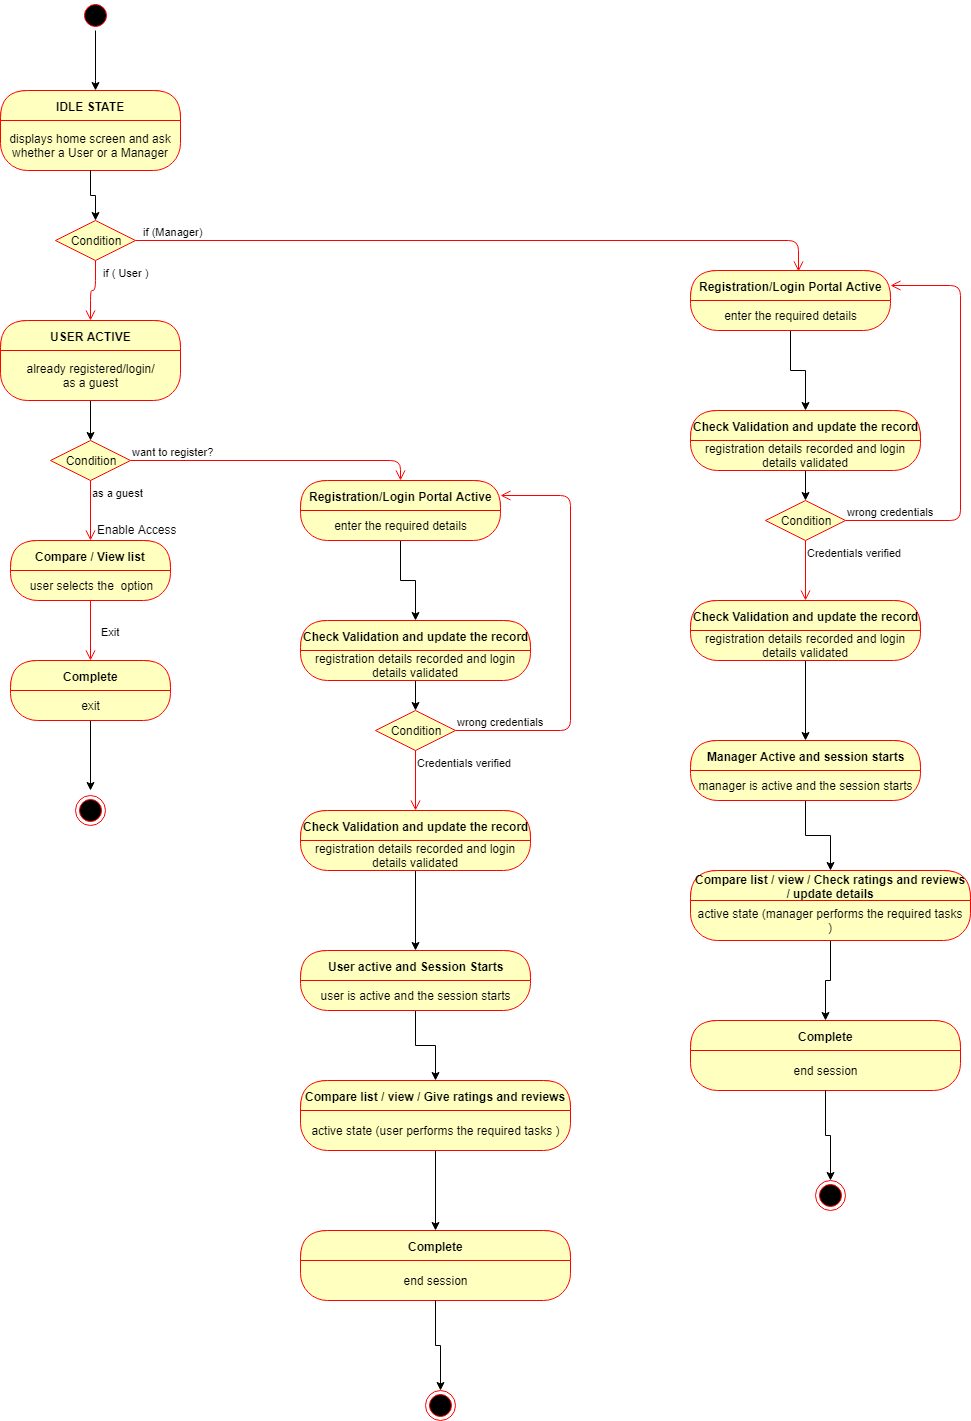 IDLE STATE
displays home screen and ask
whether a User or a Manager
Condition
if (Manager)
if ( User )
USER ACTIVE
already registered/login/
as a guest
Condition
want to register?
as a guest
Enable Access
Compare / View list
user selects the  option
Exit
Complete
exit
Registration/Login Portal Active
enter the required details
Check Validation and update the record
registration details recorded and login
details validated
Condition
wrong credentials
Credentials verified
Check Validation and update the record
registration details recorded and login
details validated
User active and Session Starts
user is active and the session starts
Compare list / view / Give ratings and reviews
active state (user performs the required tasks )
Complete
end session
Registration/Login Portal Active
enter the required details
Check Validation and update the record
registration details recorded and login
details validated
Condition
wrong credentials
Credentials verified
Check Validation and update the record
registration details recorded and login
details validated
Manager Active and session starts
manager is active and the session starts
Compare list / view / Check ratings and reviews
/ update details
active state (manager performs the required tasks
)
Complete
end session